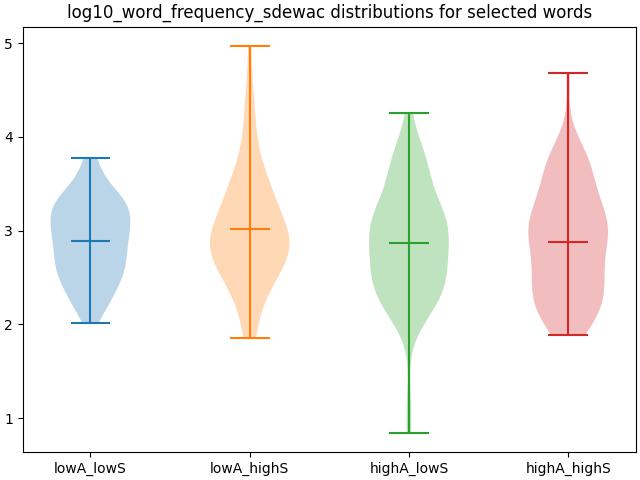 log10_word_frequency_sdewac distributions for selected words
5
4
3
2
1
lowA_lowS
lowA_highS
highA_lowS
highA_highS